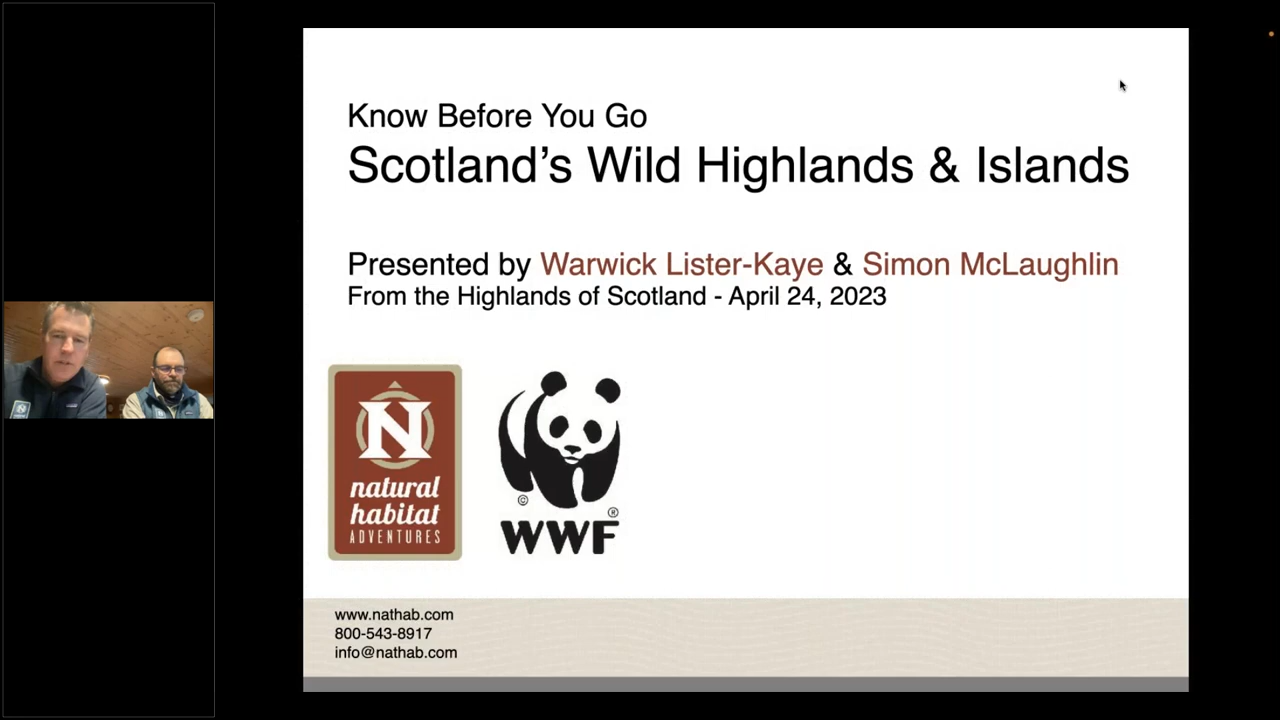 Know Before You Go
Scotland’s Wild Highlands & Islands
Presented by Warwick Lister-Kaye & Simon McLaughlin
From the Highlands of Scotland - April 24, 2023
N
natural
habitat
ADVENTURES
©
®
WWF
www.nathab.com
800-543-8917
info@nathab.com